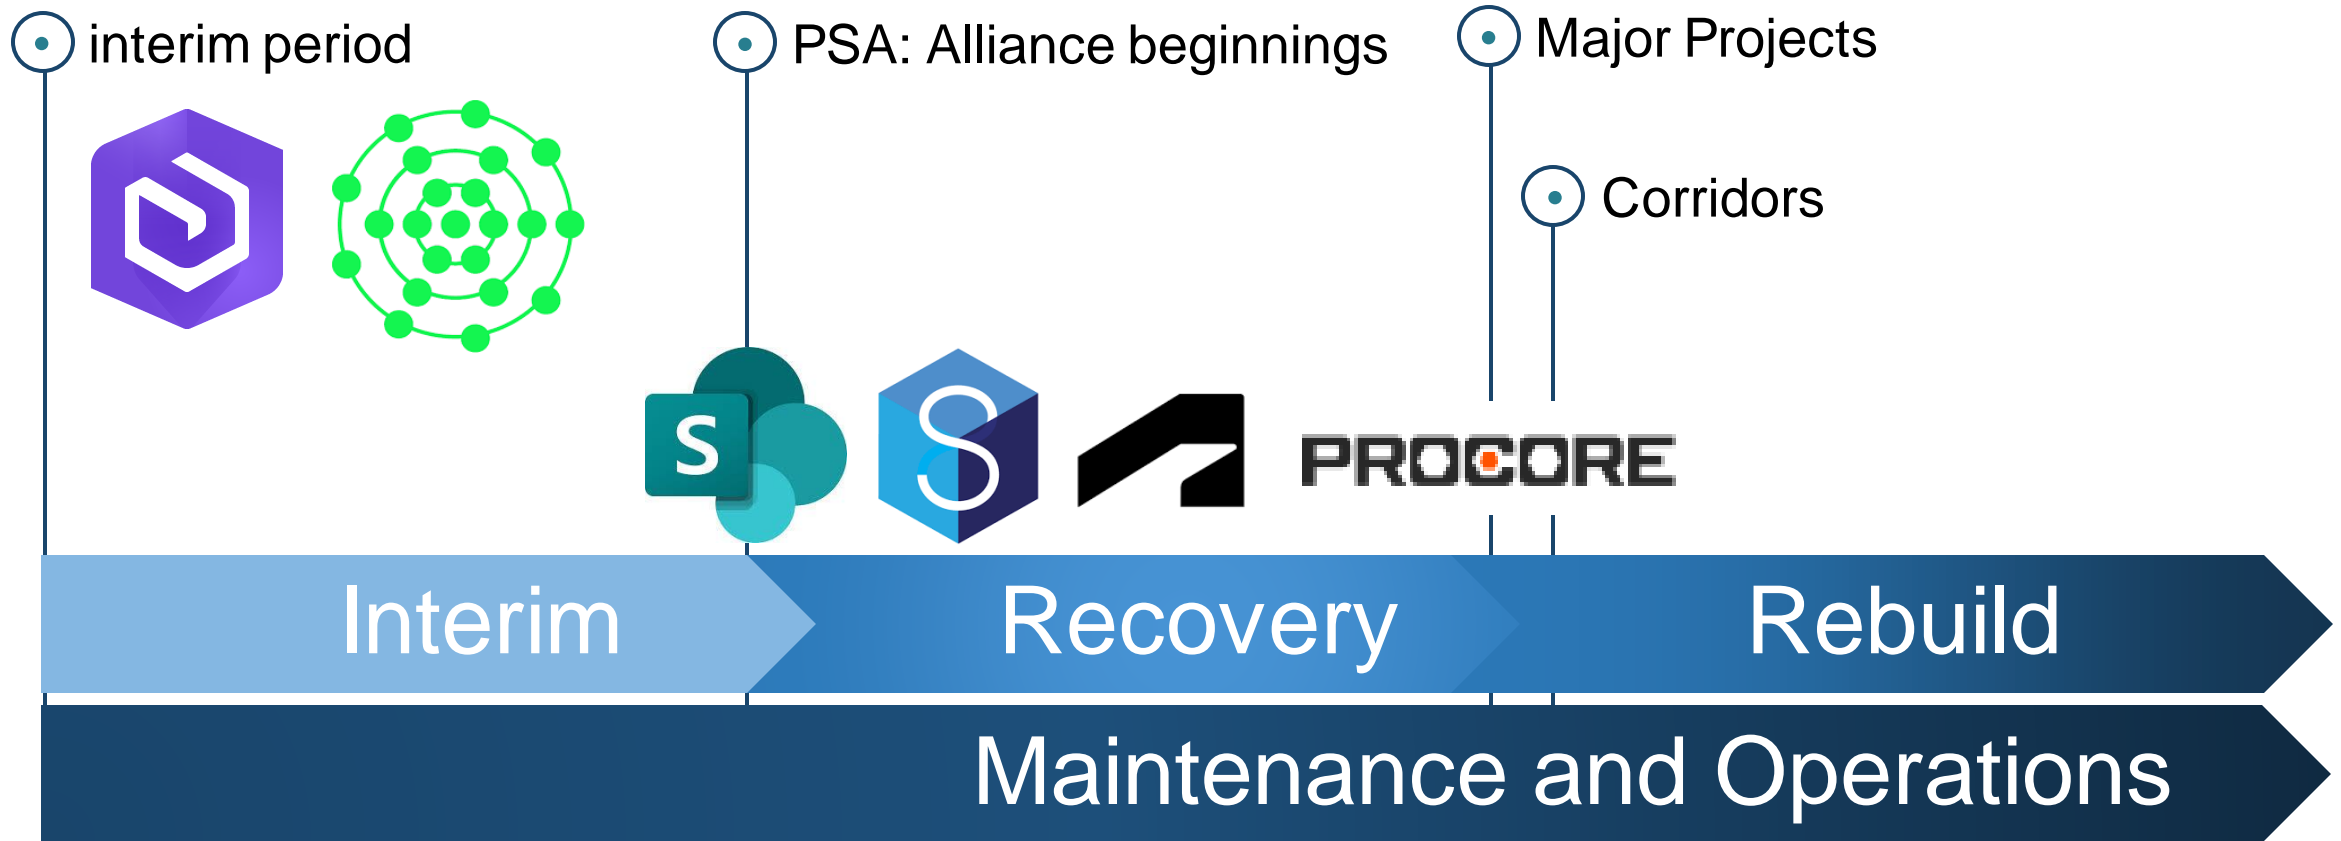 interim period
PSA: Alliance beginnings
Major Projects
Corridors
S
PROCORE
Interim
Recovery
Rebuild
Maintenance and Operations